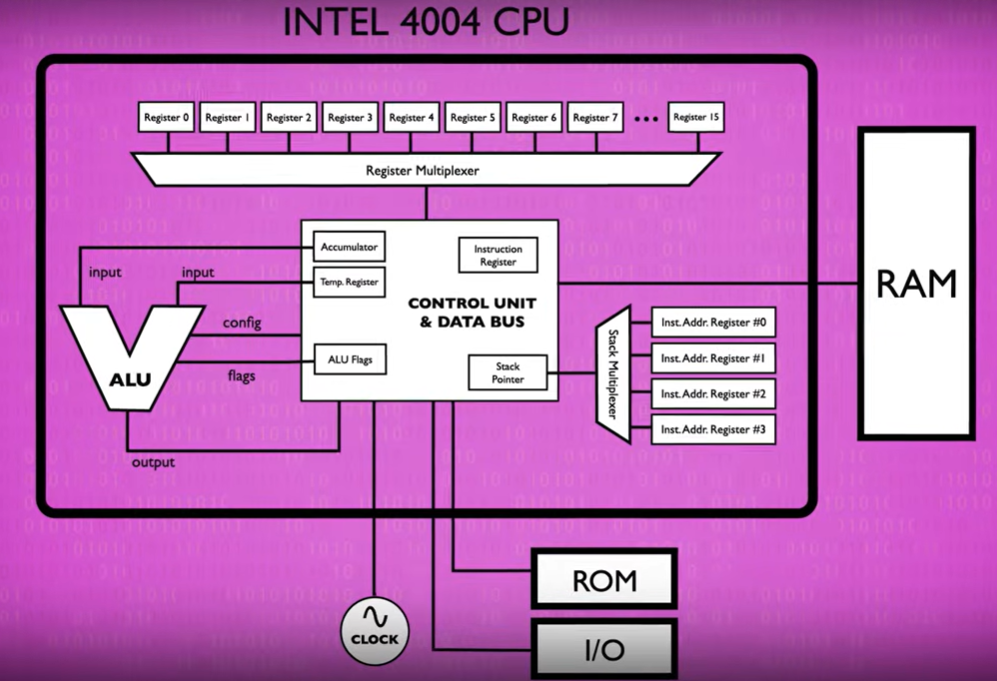 INTEL 4004 CPU
Register 0
Register 1
Register 2
Register 3
Register 4
Register 5
Register 6
Register 7
...
Register 15
Register Multiplexer
Accumulator
Instruction
Register
input
input
Temp. Register
CONTROL UNIT
& DATA BUS
RAM
config
ALU Flags
flags
ALU
Stack
Pointer
Stack Multiplexer
Inst. Addr. Register #0
Inst. Addr. Register #1
Inst. Addr. Register #2
Inst. Addr. Register #3
output
CLOCK
ROM
I/O